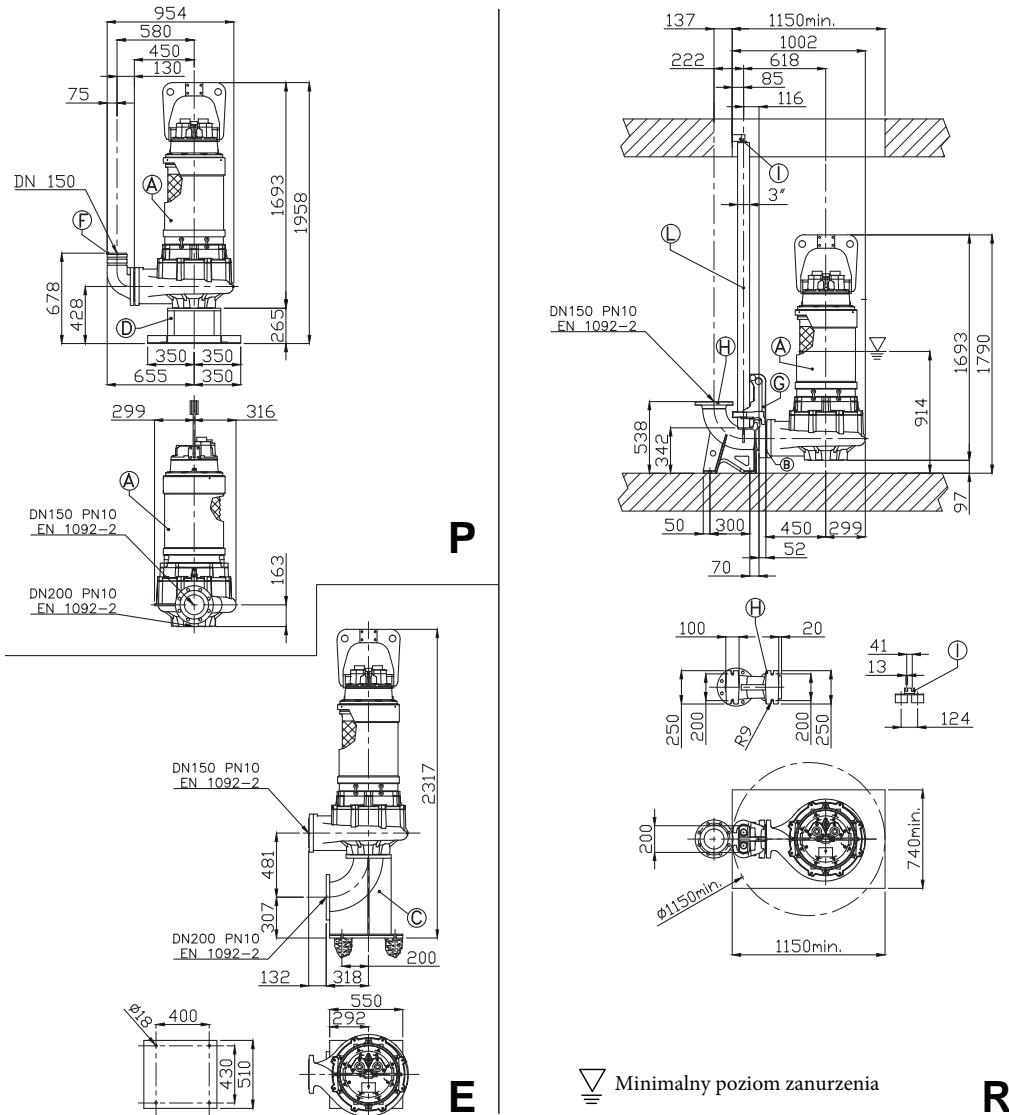 954
580
450
130
75
DN 150
F
A
678
428
D
1693
1958
265
350 350
655 350
299 316
A
DN150 PN10
EN 1092-2
DN200 PN10
EN 1092-2
163
P
DN150 PN10
EN 1092-2
481
307
DN200 PN10
EN 1092-2
2317
C
200
132 318
ø18
400
430
510
550
292
E
137 1150min.
1002
222 618
85
116
I
3"
L
DN150 PN10
EN 1092-2
H
A
G
B
538
342
1693
1790
914
97
50 300 450 299
52
70
H
100 20
250
200
R9
200
250
41
13
I
124
200
740min.
ø1150min.
1150min.
Minimalny poziom zanurzenia
R